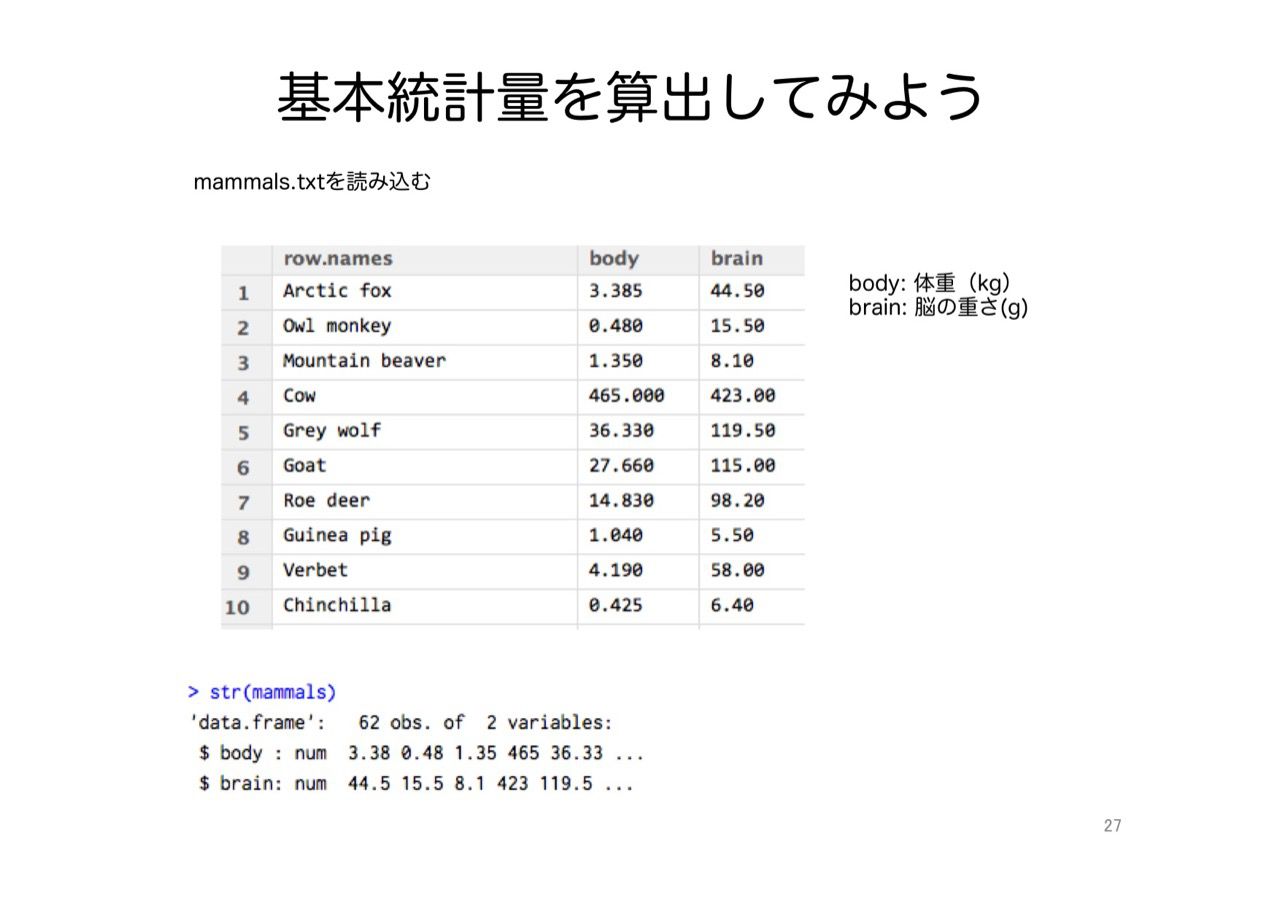 基本統計量を算出してみよう
mammals.txtを読み込む
row.names body brain
1 Arctic fox 3.385 44.50
2 Owl monkey 0.480 15.50
3 Mountain beaver 1.350 8.10
4 Cow 465.000 423.00
5 Grey wolf 36.330 119.50
6 Goat 27.660 115.00
7 Roe deer 14.830 98.20
8 Guinea pig 1.040 5.50
9 Verbet 4.190 58.00
10 Chinchilla 0.425 6.40
body: 体重（kg）
brain: 脳の重さ(g)
> str(mammals)
'data.frame':   62 obs. of  2 variables:
 $ body : num  3.38 0.48 1.35 465 36.33 ...
 $ brain: num  44.5 15.5 8.1 423 119.5 ...
27